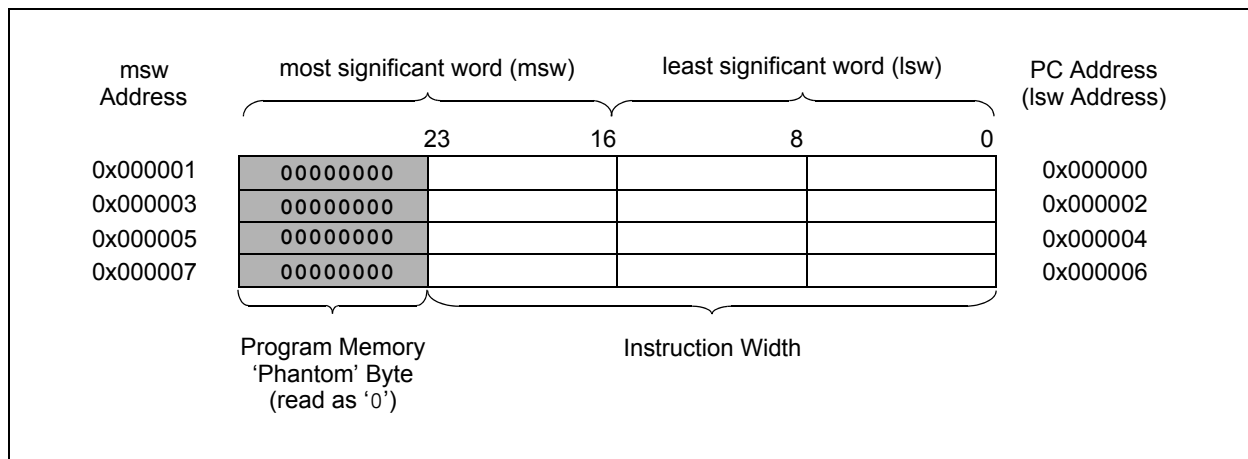 msw
Address
most significant word (msw)
least significant word (lsw)
PC Address
(lsw Address)
23 16 8 0
0x000001 00000000 0x000000
0x000003 00000000 0x000002
0x000005 00000000 0x000004
0x000007 00000000 0x000006
Program Memory
‘Phantom’ Byte
(read as ‘0’)
Instruction Width